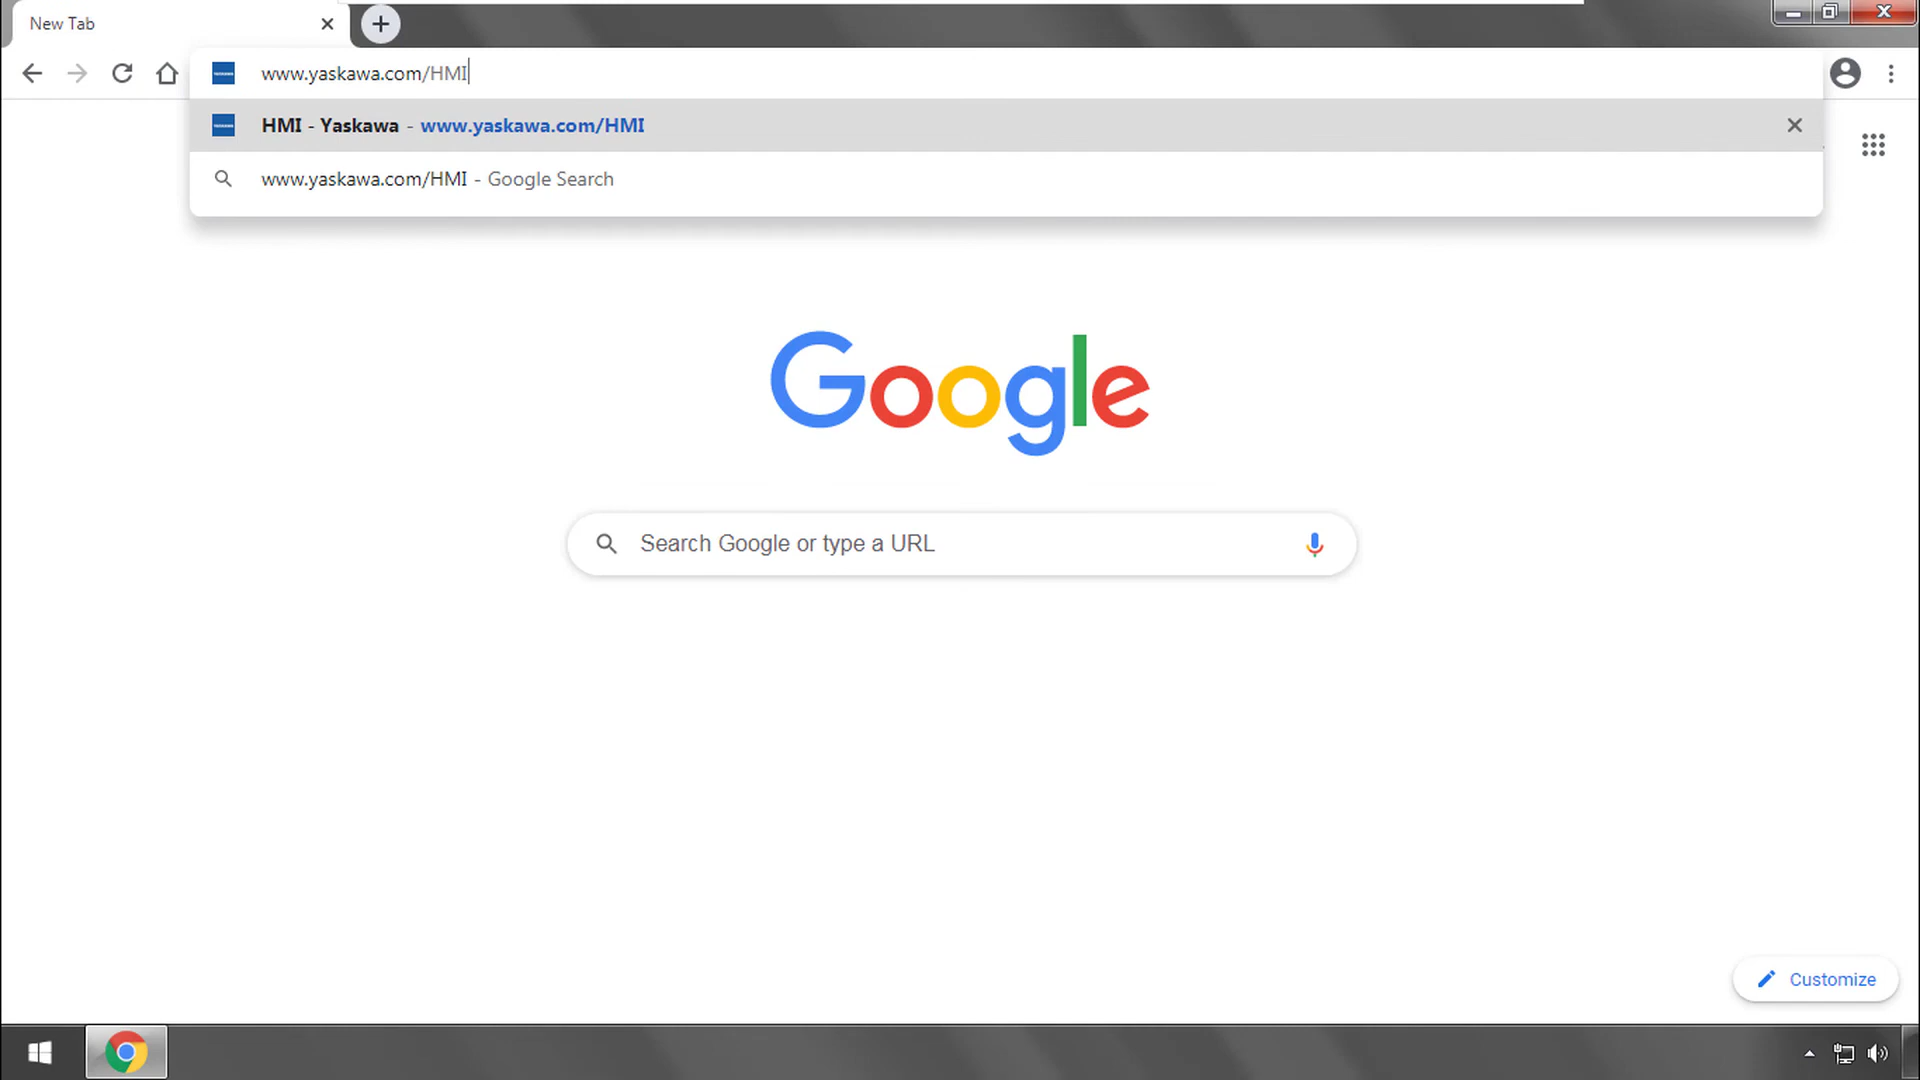 New Tab
www.yaskawa.com/HMI
HMI - Yaskawa - www.yaskawa.com/HMI
www.yaskawa.com/HMI - Google Search
Google
Search Google or type a URL
Customize